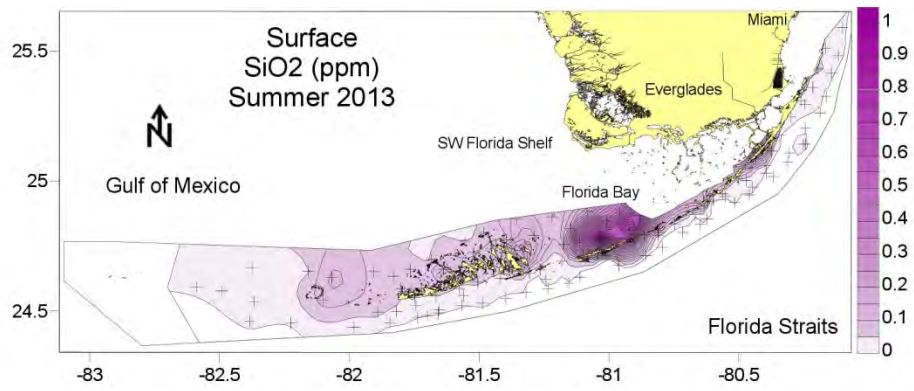 Surface
SiO2 (ppm)
Summer 2013
N
Gulf of Mexico
Miami
Everglades
SW Florida Shelf
Florida Bay
Florida Straits
25.5
25
24.5
-83
-82.5
-82
-81.5
-81
-80.5
1
0.9
0.8
0.7
0.6
0.5
0.4
0.3
0.2
0.1
0